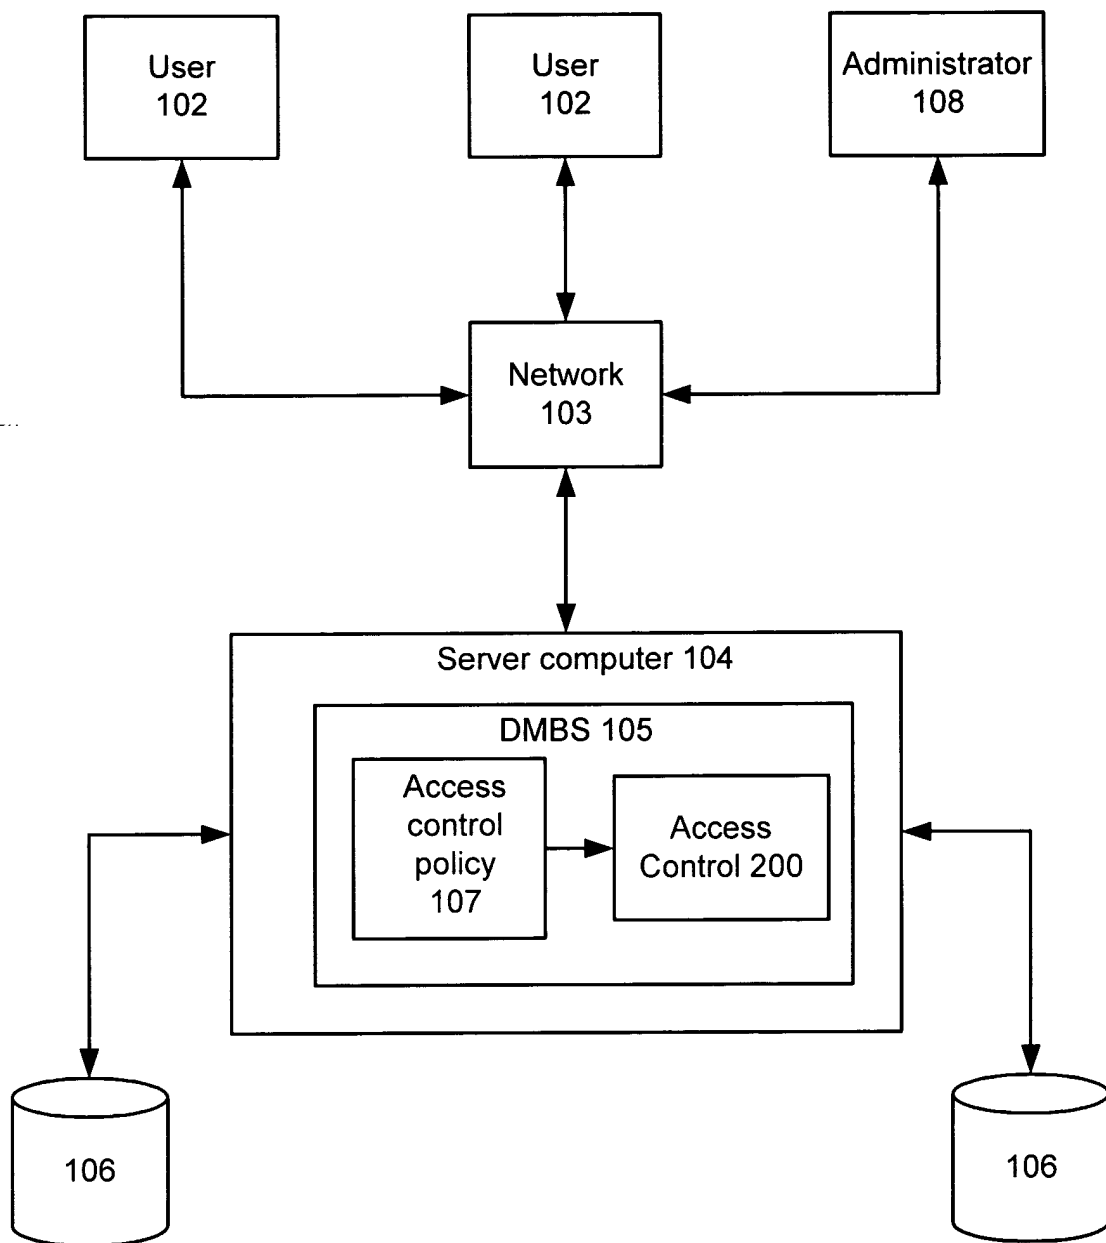 User
102
User
102
Administrator
108
Network
103
Server computer 104
DMBS 105
Access
control
policy
107
Access
Control 200
106
106